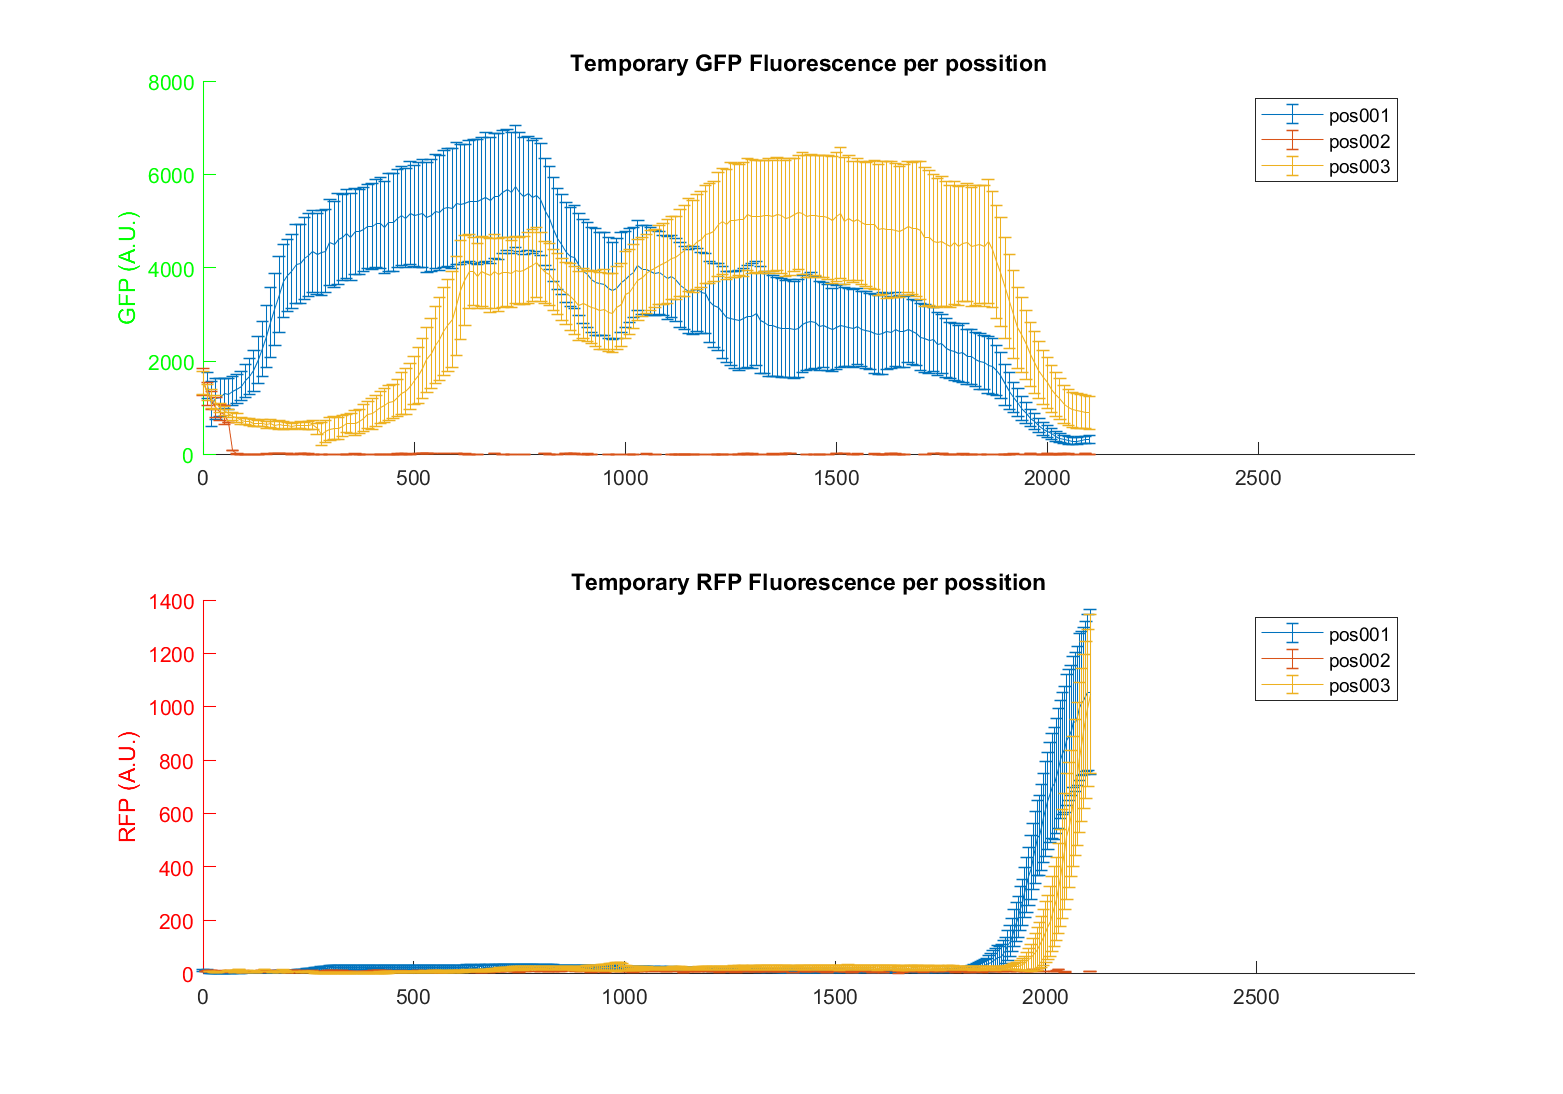 Temporary GFP Fluorescence per possition
GFP (A.U.)
8000
6000
4000
2000
0
0 500 1000 1500 2000 2500
pos001
pos002
pos003
Temporary RFP Fluorescence per possition
RFP (A.U.)
1400
1200
1000
800
600
400
200
0
0 500 1000 1500 2000 2500
pos001
pos002
pos003